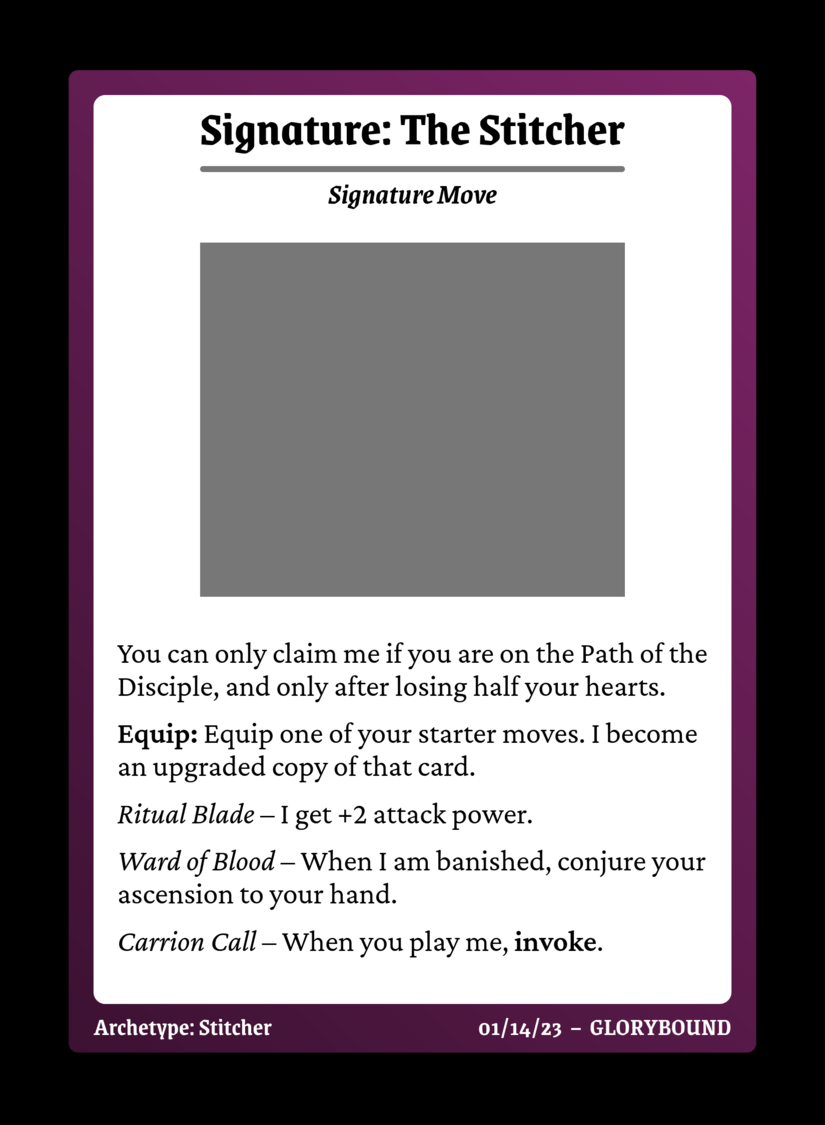 Signature: The Stitcher
Signature Move
You can only claim me if you are on the Path of the
Disciple, and only after losing half your hearts.
Equip: Equip one of your starter moves. I become
an upgraded copy of that card.
Ritual Blade – I get +2 attack power.
Ward of Blood – When I am banished, conjure your
ascension to your hand.
Carrion Call – When you play me, invoke.
Archetype: Stitcher
01/14/23 – GLORYBOUND